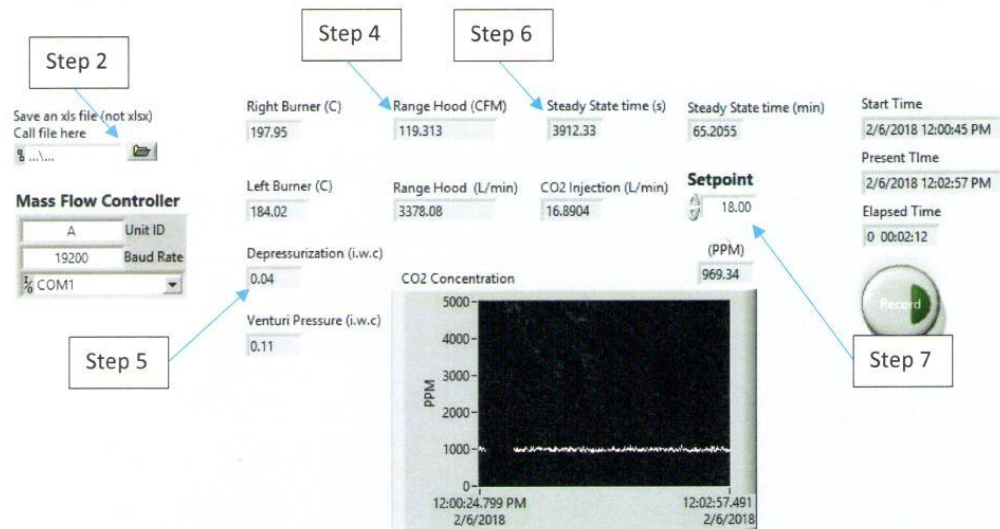 Step 2
Step 4
Step 6
Save an xls file (not xlsx)
Call file here
...\...
Mass Flow Controller
A Unit ID
19200 Baud Rate
COM1
Right Burner (C)
197.95
Left Burner (C)
184.02
Depressurization (i.w.c)
0.04
Venturi Pressure (i.w.c)
0.11
Step 5
Range Hood (CFM)
119.313
Range Hood (L/min)
3378.08
Steady State time (s)
3912.33
CO2 Injection (L/min)
16.8904
Steady State time (min)
65.2055
Setpoint
18.00
(PPM)
969.34
Start Time
2/6/2018 12:00:45 PM
Present TIme
2/6/2018 12:02:57 PM
Elapsed Time
0 00:02:12
Record
Step 7
CO2 Concentration
PPM
5000
4000
3000
2000
1000
0
12:00:24.799 PM
2/6/2018
12:02:57.491
2/6/2018